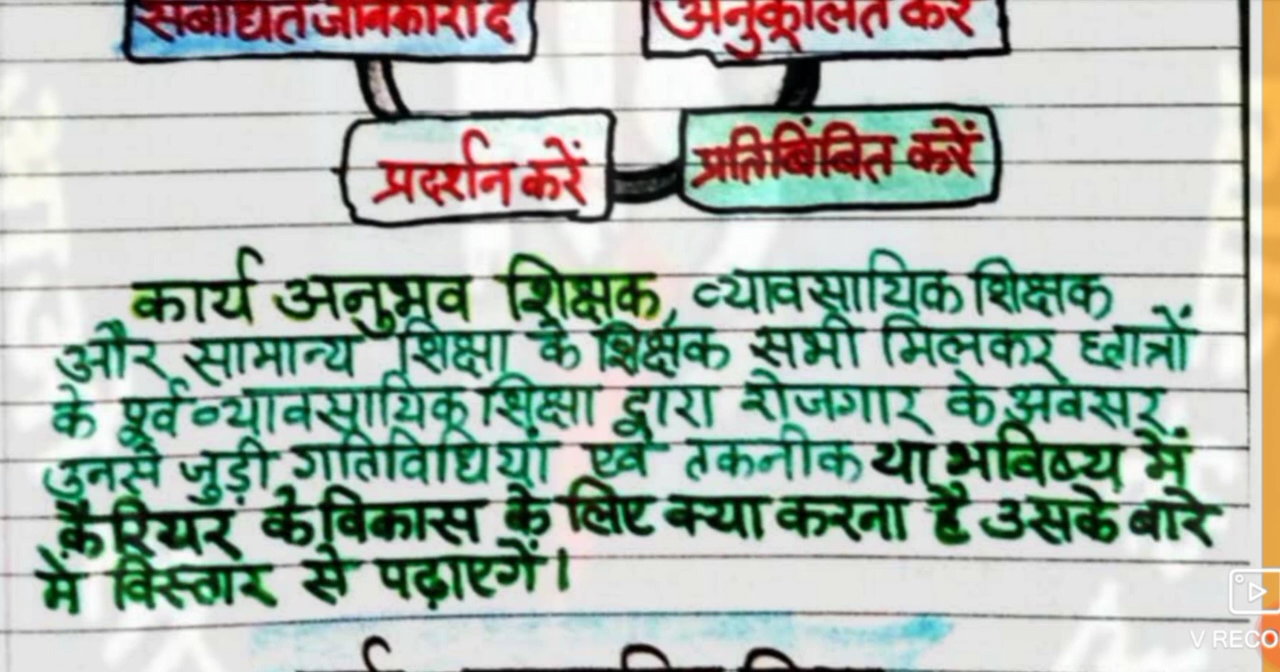 संबंधित जानकारी दें
अनुकूलित करें
प्रदर्शन करें
प्रतिबिंबित करें
कार्य अनुभव शिक्षक, व्यावसायिक शिक्षक
और सामान्य शिक्षा के शिक्षक सभी मिलकर छात्रों
के पूर्व व्यावसायिक शिक्षा द्वारा रोजगार के अवसर,
उनसे जुड़ी गतिविधियां एवं तकनीक या भविष्य में
कैरियर के विकास के लिए क्या करना है उसके बारे
में विस्तार से पढ़ाएगें।
V RECO